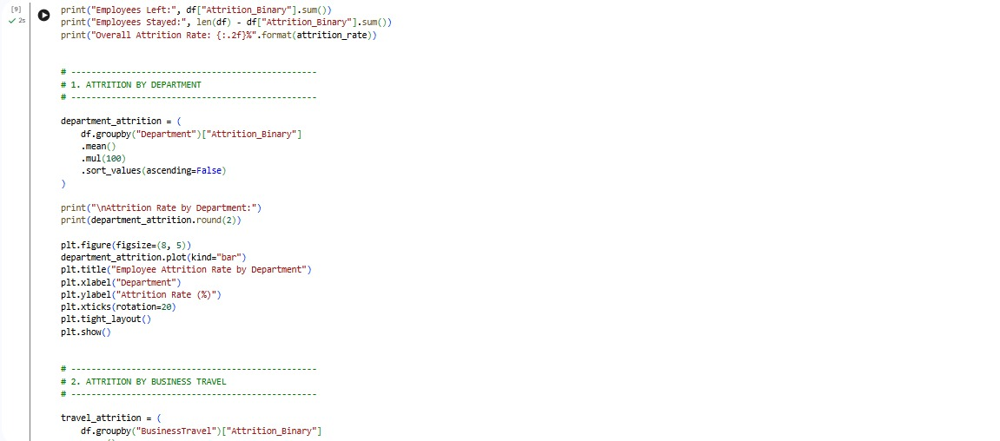 [9]
2s
print("Employees Left:", df["Attrition_Binary"].sum())
print("Employees Stayed:", len(df) - df["Attrition_Binary"].sum())
print("Overall Attrition Rate: {:.2f}%".format(attrition_rate))
# -------------------------------------------------
# 1. ATTRITION BY DEPARTMENT
# -------------------------------------------------
department_attrition = (
    df.groupby("Department")["Attrition_Binary"]
    .mean()
    .mul(100)
    .sort_values(ascending=False)
)
print("\nAttrition Rate by Department:")
print(department_attrition.round(2))
plt.figure(figsize=(8, 5))
department_attrition.plot(kind="bar")
plt.title("Employee Attrition Rate by Department")
plt.xlabel("Department")
plt.ylabel("Attrition Rate (%)")
plt.xticks(rotation=20)
plt.tight_layout()
plt.show()
# -------------------------------------------------
# 2. ATTRITION BY BUSINESS TRAVEL
# -------------------------------------------------
travel_attrition = (
    df.groupby("BusinessTravel")["Attrition_Binary"]